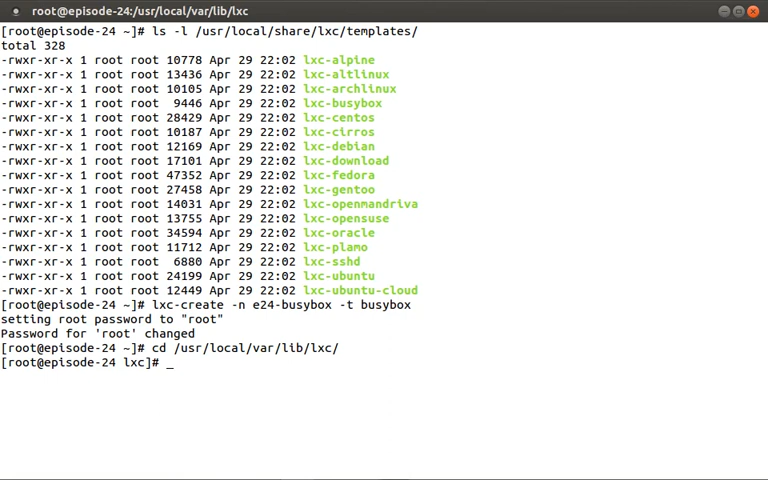 root@episode-24:/usr/local/var/lib/lxc
[root@episode-24 ~]# ls -l /usr/local/share/lxc/templates/
total 328
-rwxr-xr-x 1 root root 10778 Apr 29 22:02 lxc-alpine
-rwxr-xr-x 1 root root 13436 Apr 29 22:02 lxc-altlinux
-rwxr-xr-x 1 root root 10105 Apr 29 22:02 lxc-archlinux
-rwxr-xr-x 1 root root  9446 Apr 29 22:02 lxc-busybox
-rwxr-xr-x 1 root root 28429 Apr 29 22:02 lxc-centos
-rwxr-xr-x 1 root root 10187 Apr 29 22:02 lxc-cirros
-rwxr-xr-x 1 root root 12169 Apr 29 22:02 lxc-debian
-rwxr-xr-x 1 root root 17101 Apr 29 22:02 lxc-download
-rwxr-xr-x 1 root root 47352 Apr 29 22:02 lxc-fedora
-rwxr-xr-x 1 root root 27458 Apr 29 22:02 lxc-gentoo
-rwxr-xr-x 1 root root 14031 Apr 29 22:02 lxc-openmandriva
-rwxr-xr-x 1 root root 13755 Apr 29 22:02 lxc-opensuse
-rwxr-xr-x 1 root root 34594 Apr 29 22:02 lxc-oracle
-rwxr-xr-x 1 root root 11712 Apr 29 22:02 lxc-plamo
-rwxr-xr-x 1 root root  6880 Apr 29 22:02 lxc-sshd
-rwxr-xr-x 1 root root 24199 Apr 29 22:02 lxc-ubuntu
-rwxr-xr-x 1 root root 12449 Apr 29 22:02 lxc-ubuntu-cloud
[root@episode-24 ~]# lxc-create -n e24-busybox -t busybox
setting root password to "root"
Password for 'root' changed
[root@episode-24 ~]# cd /usr/local/var/lib/lxc/
[root@episode-24 lxc]# _